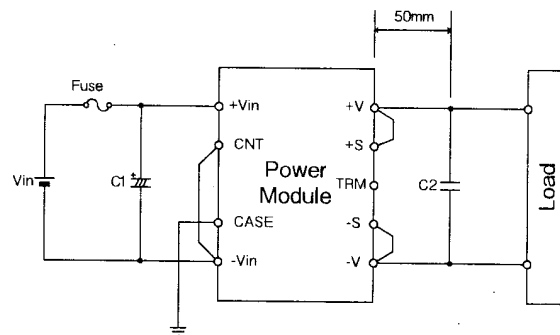 50mm
Fuse
+Vin
+V
CNT
+S
Vin
+
C1
Power
Module
TRM
C2
Load
CASE
-S
-Vin
-V